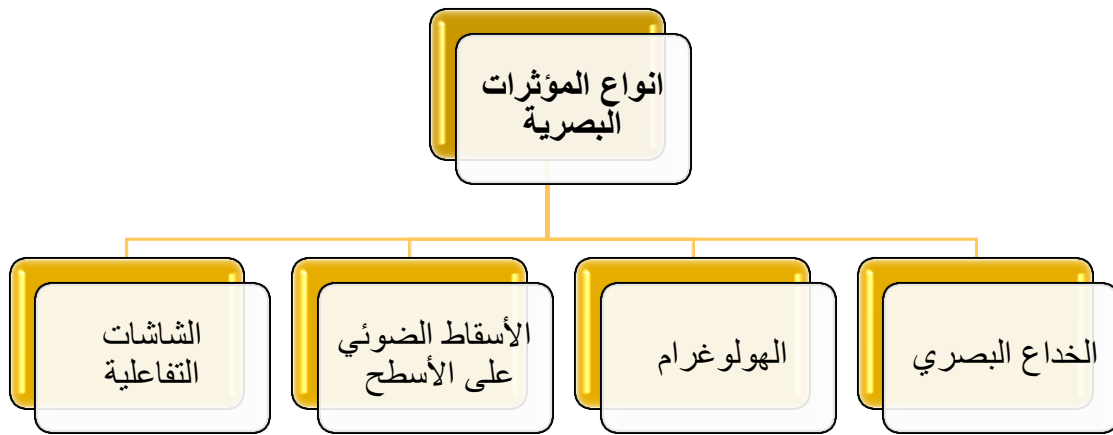 انواع المؤثرات
البصرية
الخداع البصري
الهولوغرام
الأسقاط الضوئي
على الأسطح
الشاشات
التفاعلية